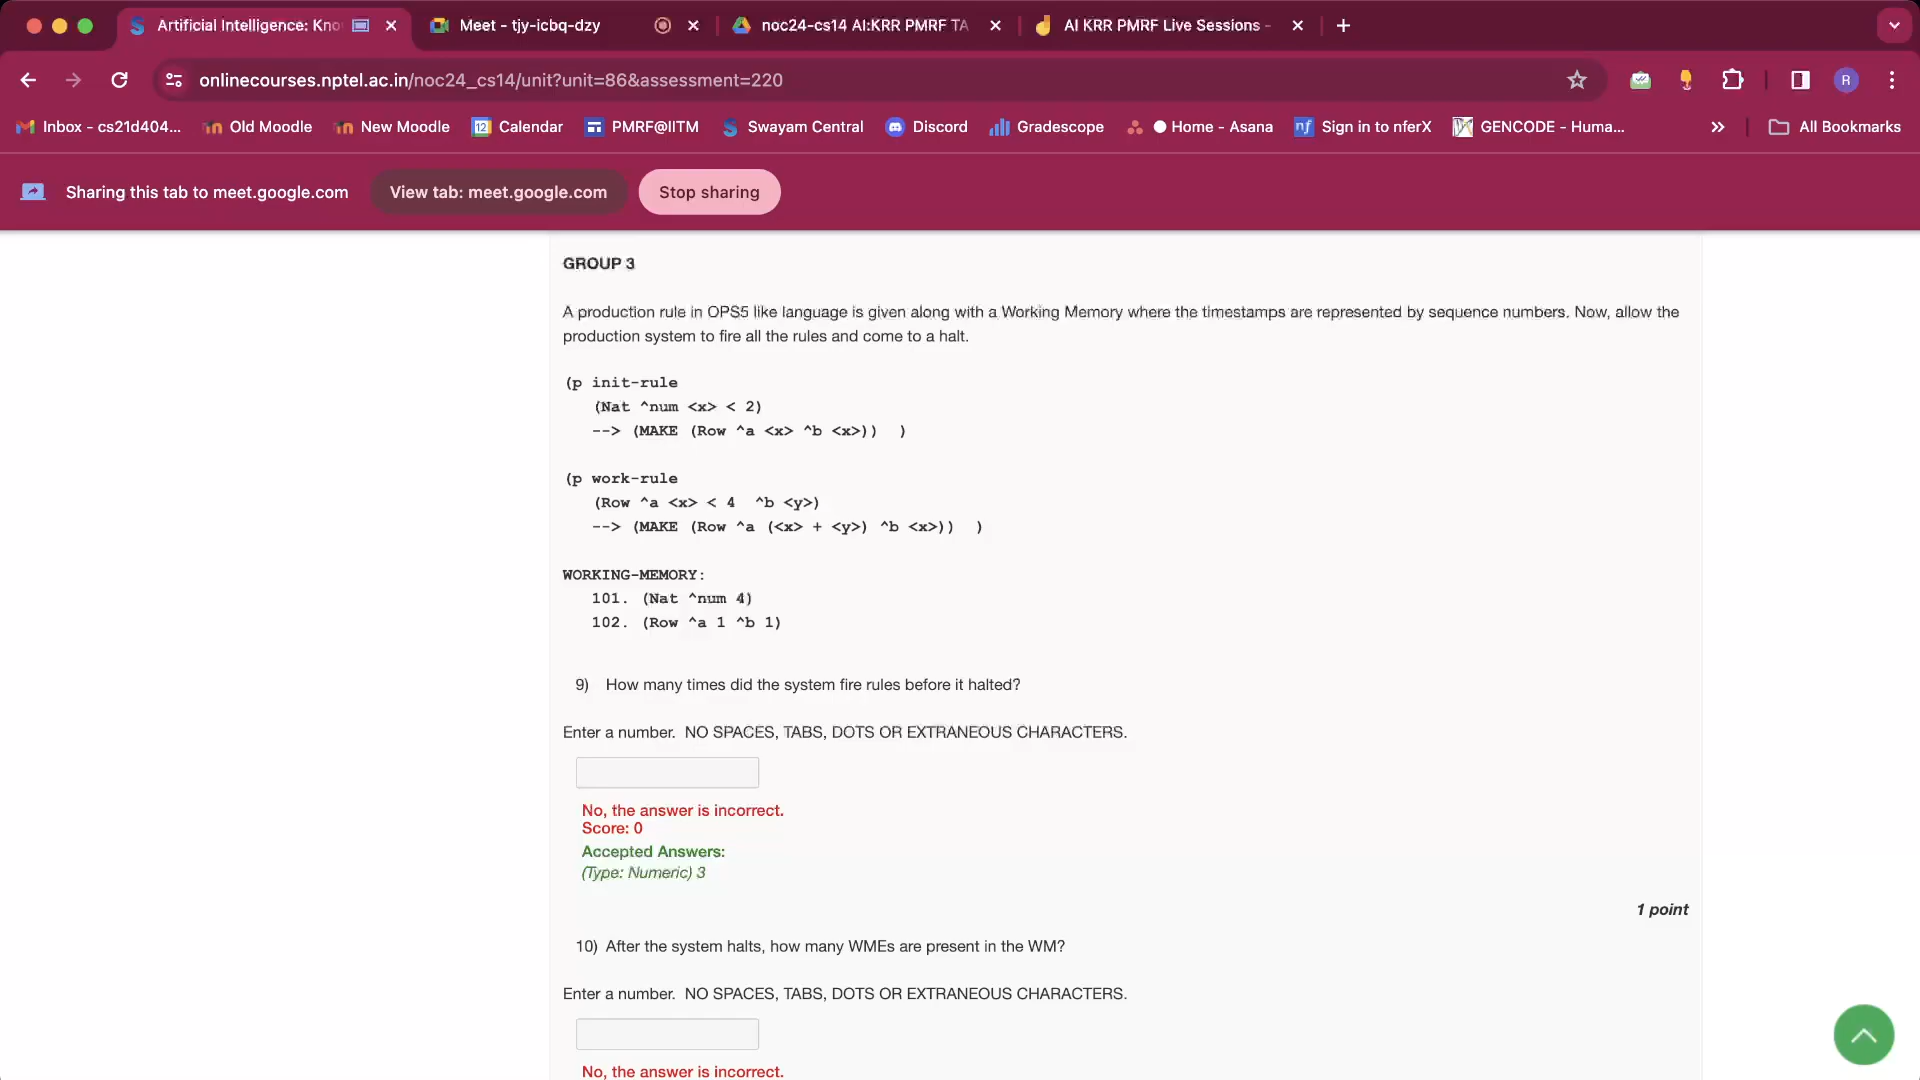 Artificial Intelligence: Kno
Meet - tjy-icbq-dzy
noc24-cs14 AI:KRR PMRF TA
AI KRR PMRF Live Sessions -
onlinecourses.nptel.ac.in/noc24_cs14/unit?unit=86&assessment=220
R
Inbox - cs21d404...
Old Moodle
New Moodle
12
Calendar
PMRF@IITM
Swayam Central
Discord
Gradescope
Home - Asana
nf
Sign in to nferX
GENCODE - Huma...
All Bookmarks
Sharing this tab to meet.google.com
View tab: meet.google.com
Stop sharing
GROUP 3
A production rule in OPS5 like language is given along with a Working Memory where the timestamps are represented by sequence numbers. Now, allow the
production system to fire all the rules and come to a halt.
(p init-rule
(Nat ^num <x> < 2)
--> (MAKE (Row ^a <x> ^b <x>)) )
(p work-rule
(Row ^a <x> < 4 ^b <y>)
--> (MAKE (Row ^a (<x> + <y>) ^b <x>)) )
WORKING-MEMORY:
101. (Nat ^num 4)
102. (Row ^a 1 ^b 1)
9) How many times did the system fire rules before it halted?
Enter a number. NO SPACES, TABS, DOTS OR EXTRANEOUS CHARACTERS.
No, the answer is incorrect.
Score: 0
Accepted Answers:
(Type: Numeric) 3
1 point
10) After the system halts, how many WMEs are present in the WM?
Enter a number. NO SPACES, TABS, DOTS OR EXTRANEOUS CHARACTERS.
No, the answer is incorrect.